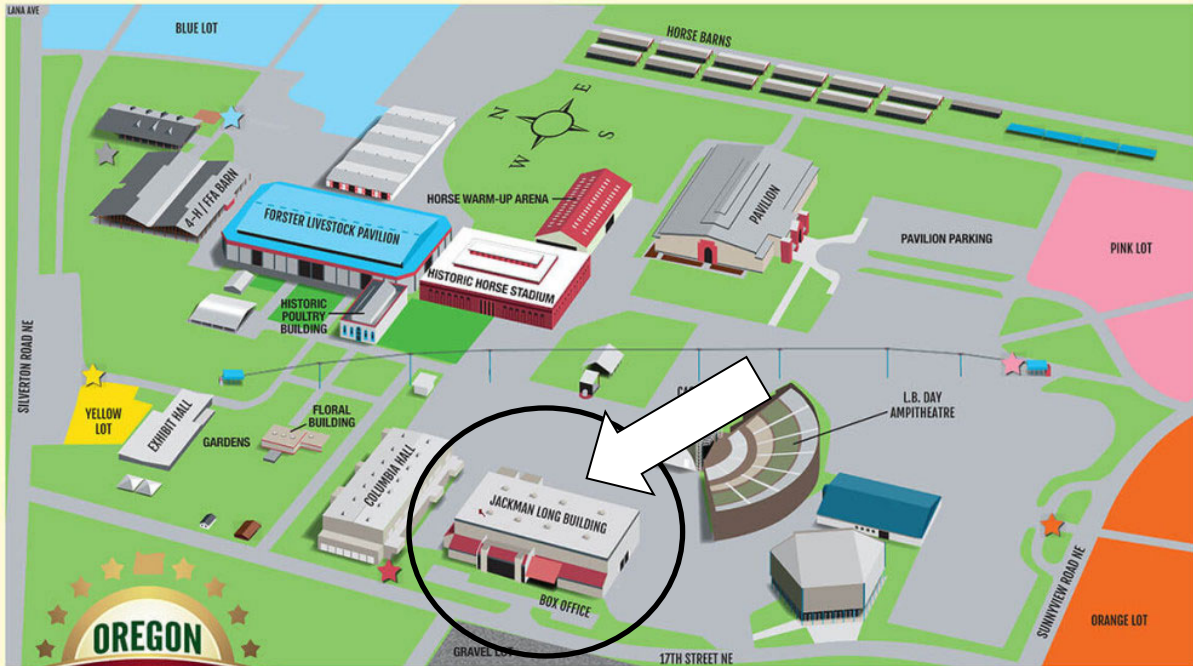 LANA AVE
BLUE LOT
HORSE BARNS
N
E
S
W
4-H / FFA BARN
FORSTER LIVESTOCK PAVILION
HORSE WARM-UP ARENA
PAVILION
PAVILION PARKING
PINK LOT
HISTORIC HORSE STADIUM
HISTORIC
POULTRY
BUILDING
SILVERTON ROAD NE
YELLOW
LOT
EXHIBIT HALL
GARDENS
FLORAL
BUILDING
COLUMBIA HALL
JACKMAN LONG BUILDING
L.B. DAY
AMPITHEATRE
BOX OFFICE
SUNNYVIEW ROAD NE
ORANGE LOT
OREGON
GRAVEL LOT
17TH STREET NE